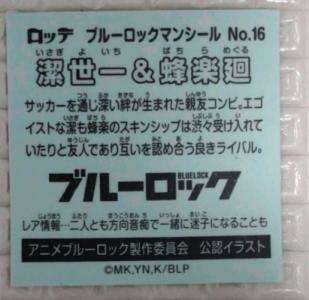 ロッテ ブルーロックマンシール No.16
潔世一&蜂楽廻
サッカーを通じ深い絆が生まれた親友コンビ。エゴ
イストな潔も蜂楽のスキンシップは渋々受け入れて
いたりと友人であり互いを認め合う良きライバル。
ブルーロック
BLUELOCK
レア情報…二人とも方向音痴で一緒に迷子になることも
アニメブルーロック製作委員会 公認イラスト
©MK,YN,K/BLP